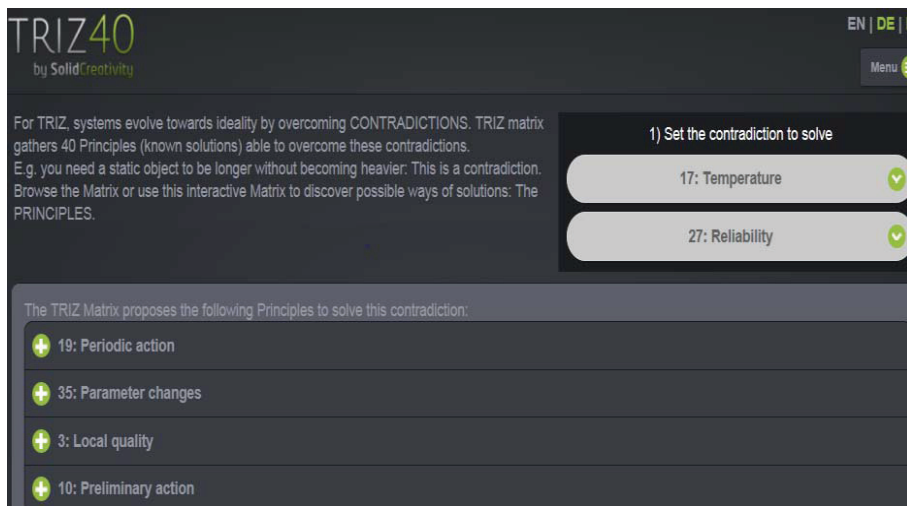 TRIZ40
by SolidCreativity
EN | DE |
Menu
For TRIZ, systems evolve towards ideality by overcoming CONTRADICTIONS. TRIZ matrix
gathers 40 Principles (known solutions) able to overcome these contradictions.
E.g. you need a static object to be longer without becoming heavier: This is a contradiction.
Browse the Matrix or use this interactive Matrix to discover possible ways of solutions: The
PRINCIPLES.
1) Set the contradiction to solve
17: Temperature
27: Reliability
The TRIZ Matrix proposes the following Principles to solve this contradiction:
19: Periodic action
35: Parameter changes
3: Local quality
10: Preliminary action